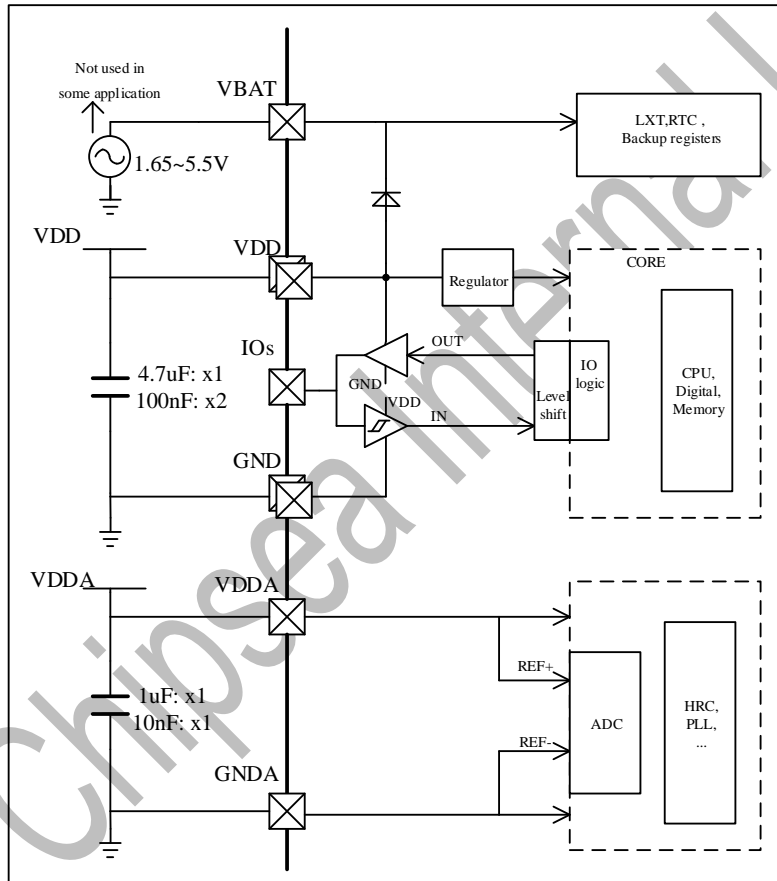 Not used in
some application
VBAT
1.65~5.5V
LXT,RTC ,
Backup registers
VDD
VDD
Regulator
CORE
IOs
OUT
GND
VDD
IN
Level
shift
IO
logic
CPU,
Digital,
Memory
4.7uF: x1
100nF: x2
GND
VDDA
VDDA
REF+
REF-
ADC
HRC,
PLL,
...
1uF: x1
10nF: x1
GNDA
Chipsea Internal